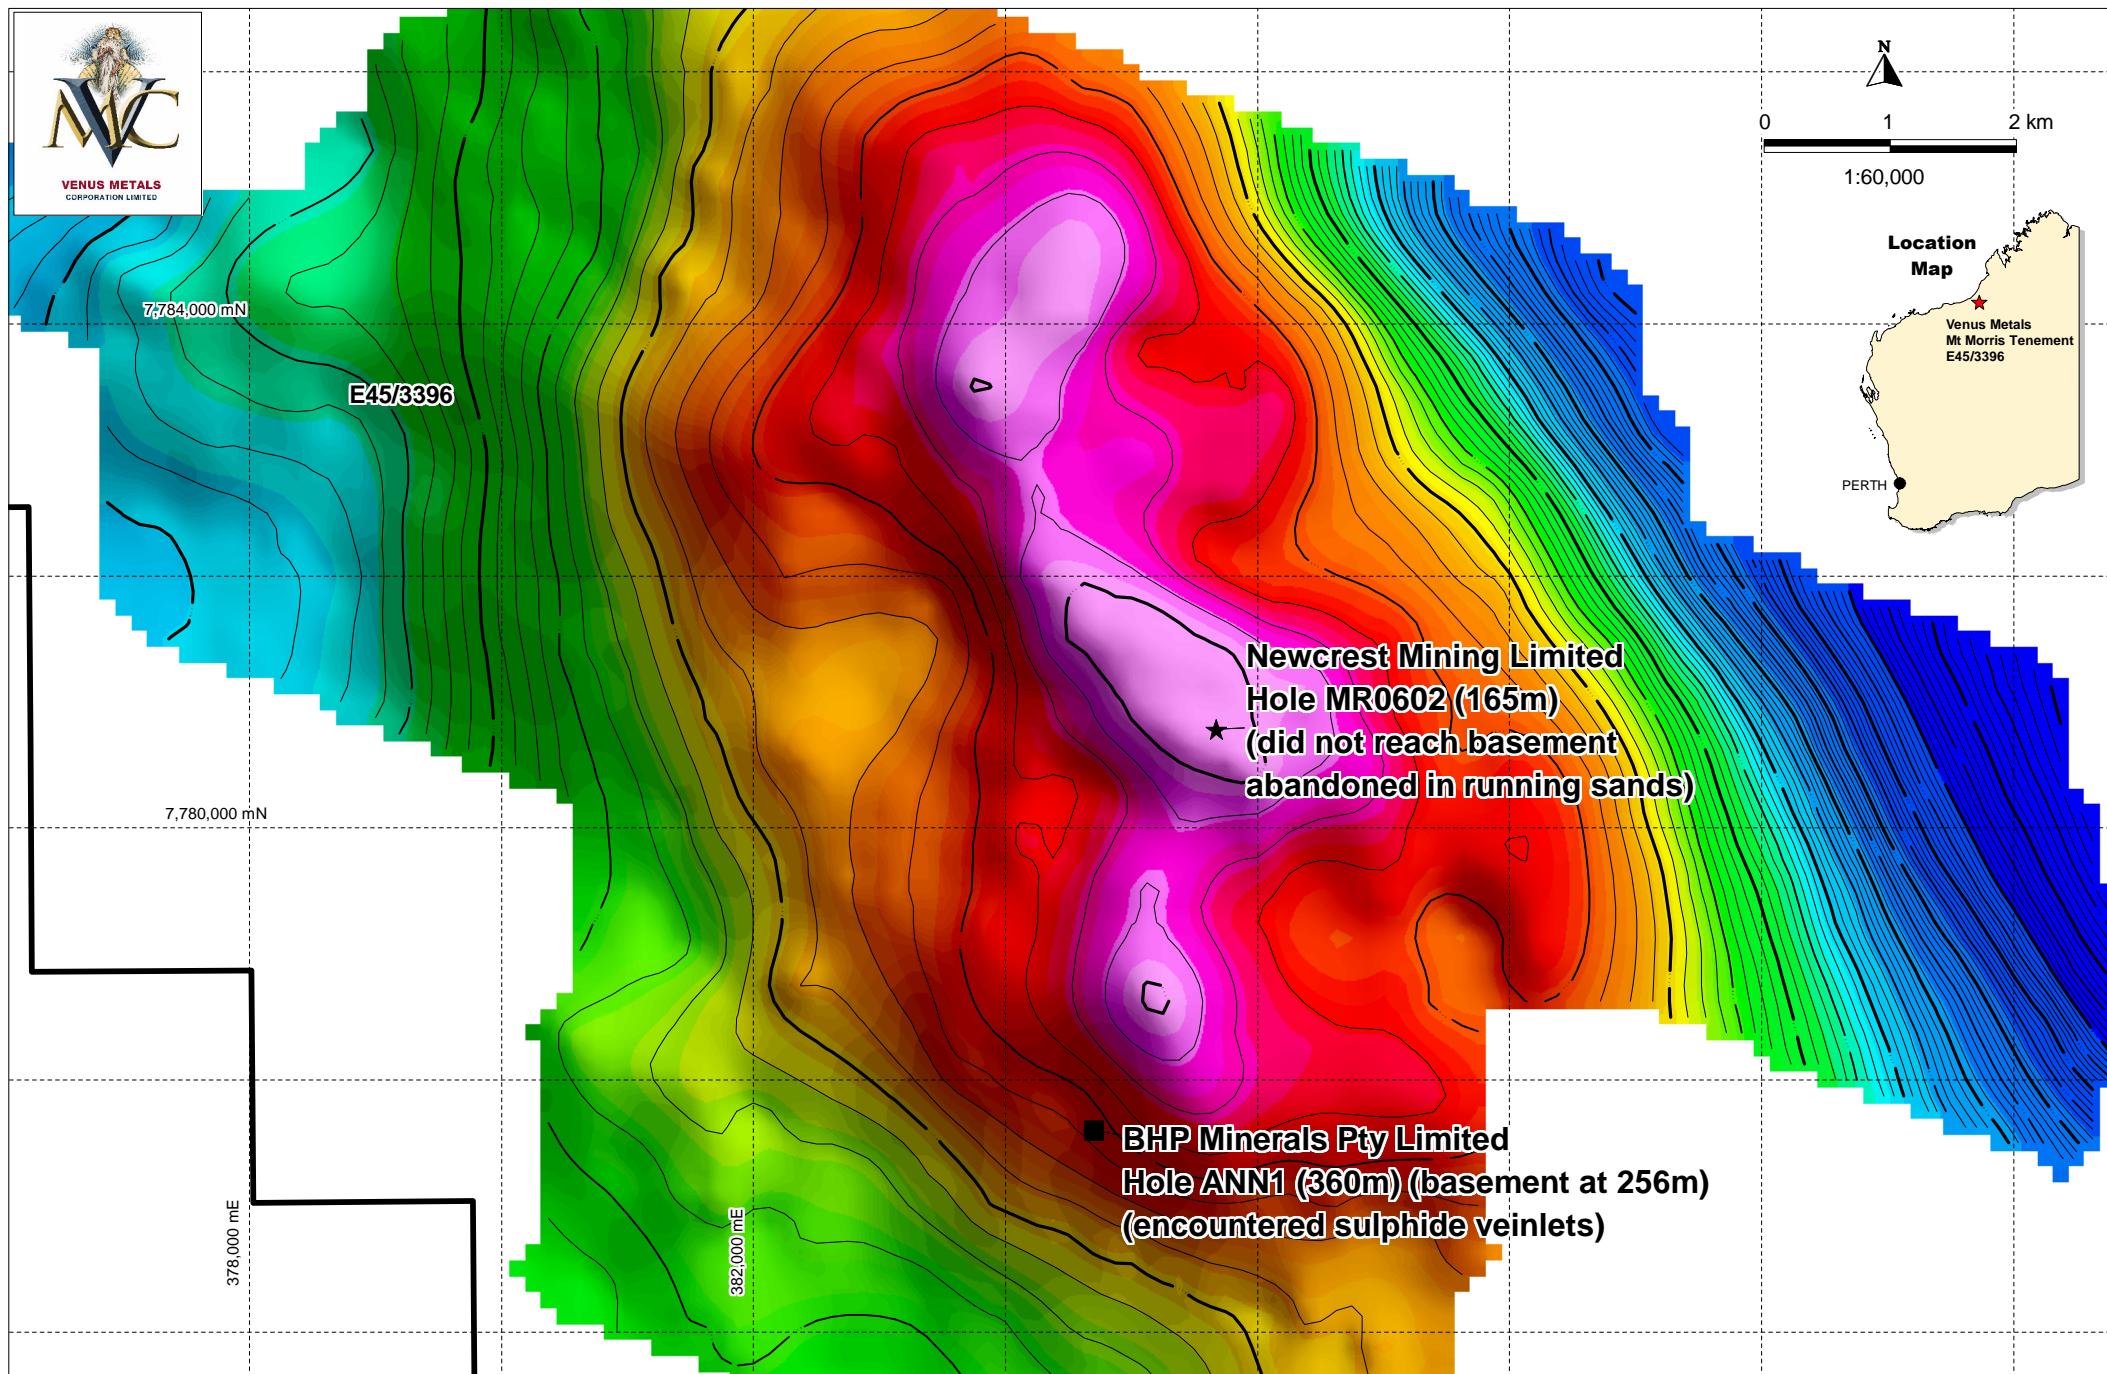 VMC
VENUS METALS
CORPORATION LIMITED
N
0 1 2 km
1:60,000
Location
Map
Venus Metals
Mt Morris Tenement
E45/3396
PERTH
7,784,000 mN
E45/3396
Newcrest Mining Limited
Hole MR0602 (165m)
(did not reach basement
abandoned in running sands)
7,780,000 mN
BHP Minerals Pty Limited
Hole ANN1 (360m) (basement at 256m)
(encountered sulphide veinlets)
378,000 mE
382,000 mE